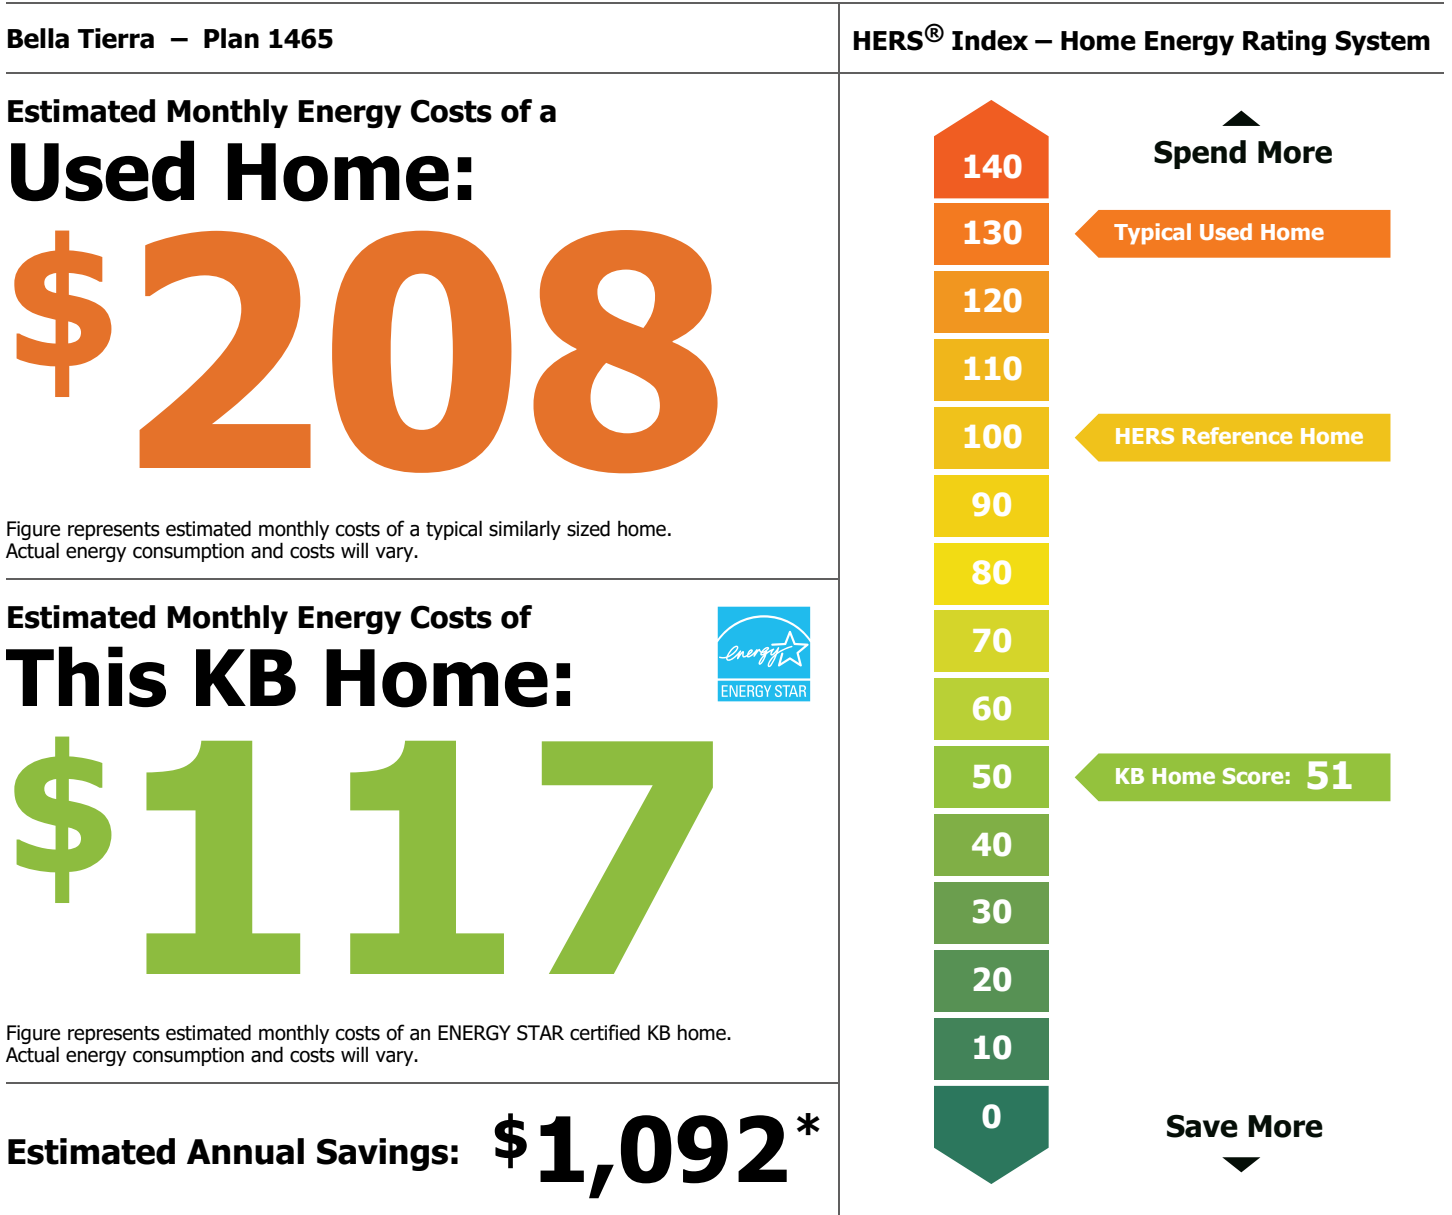 Bella Tierra – Plan 1465
Estimated Monthly Energy Costs of a
Used Home:
$208
Figure represents estimated monthly costs of a typical similarly sized home.
Actual energy consumption and costs will vary.
Estimated Monthly Energy Costs of
This KB Home:
energy
ENERGY STAR
$117
Figure represents estimated monthly costs of an ENERGY STAR certified KB home.
Actual energy consumption and costs will vary.
Estimated Annual Savings: $1,092*
HERS® Index – Home Energy Rating System
Spend More
140
130 Typical Used Home
120
110
100 HERS Reference Home
90
80
70
60
50 KB Home Score: 51
40
30
20
10
0
Save More